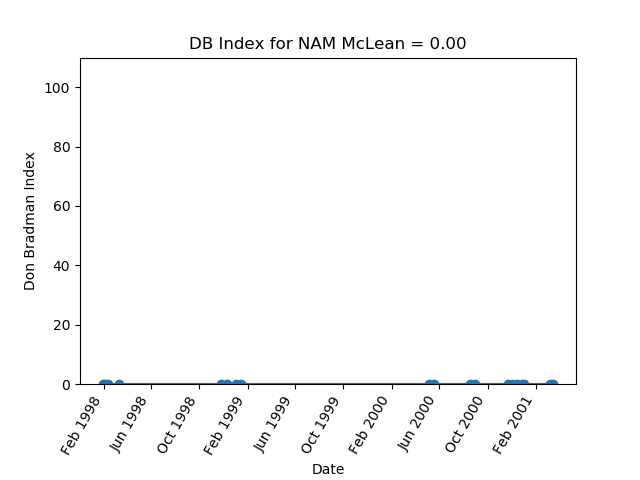 DB Index for NAM McLean = 0.00
100
80
60
40
20
0
Don Bradman Index
Feb 1998
Jun 1998
Oct 1998
Feb 1999
Jun 1999
Oct 1999
Feb 2000
Jun 2000
Oct 2000
Feb 2001
Date